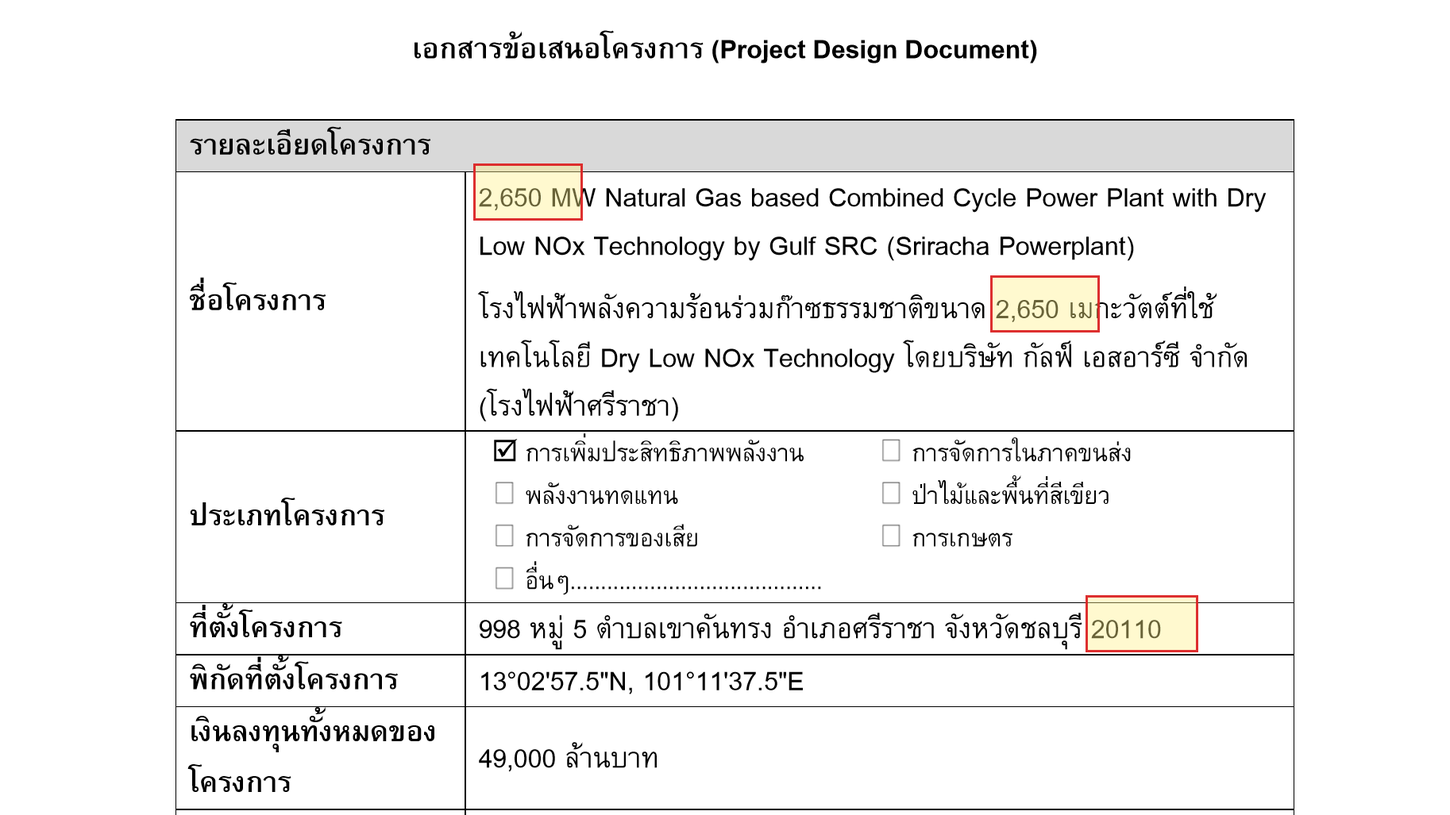 เอกสารข้อเสนอโครงการ (Project Design Document)
รายละเอียดโครงการ
ชื่อโครงการ
2,650 MW Natural Gas based Combined Cycle Power Plant with Dry
Low NOx Technology by Gulf SRC (Sriracha Powerplant)
โรงไฟฟ้าพลังความร้อนร่วมก๊าซธรรมชาติขนาด 2,650 เมกะวัตต์ที่ใช้
เทคโนโลยี Dry Low NOx Technology โดยบริษัท กัลฟ์ เอสอาร์ซี จำกัด
(โรงไฟฟ้าศรีราชา)
ประเภทโครงการ
☑ การเพิ่มประสิทธิภาพพลังงาน ☐ การจัดการในภาคขนส่ง
☐ พลังงานทดแทน ☐ ป่าไม้และพื้นที่สีเขียว
☐ การจัดการของเสีย ☐ การเกษตร
☐ อื่นๆ.........................................
ที่ตั้งโครงการ
998 หมู่ 5 ตำบลเขาคันทรง อำเภอศรีราชา จังหวัดชลบุรี 20110
พิกัดที่ตั้งโครงการ
13°02'57.5"N, 101°11'37.5"E
เงินลงทุนทั้งหมดของ
โครงการ
49,000 ล้านบาท